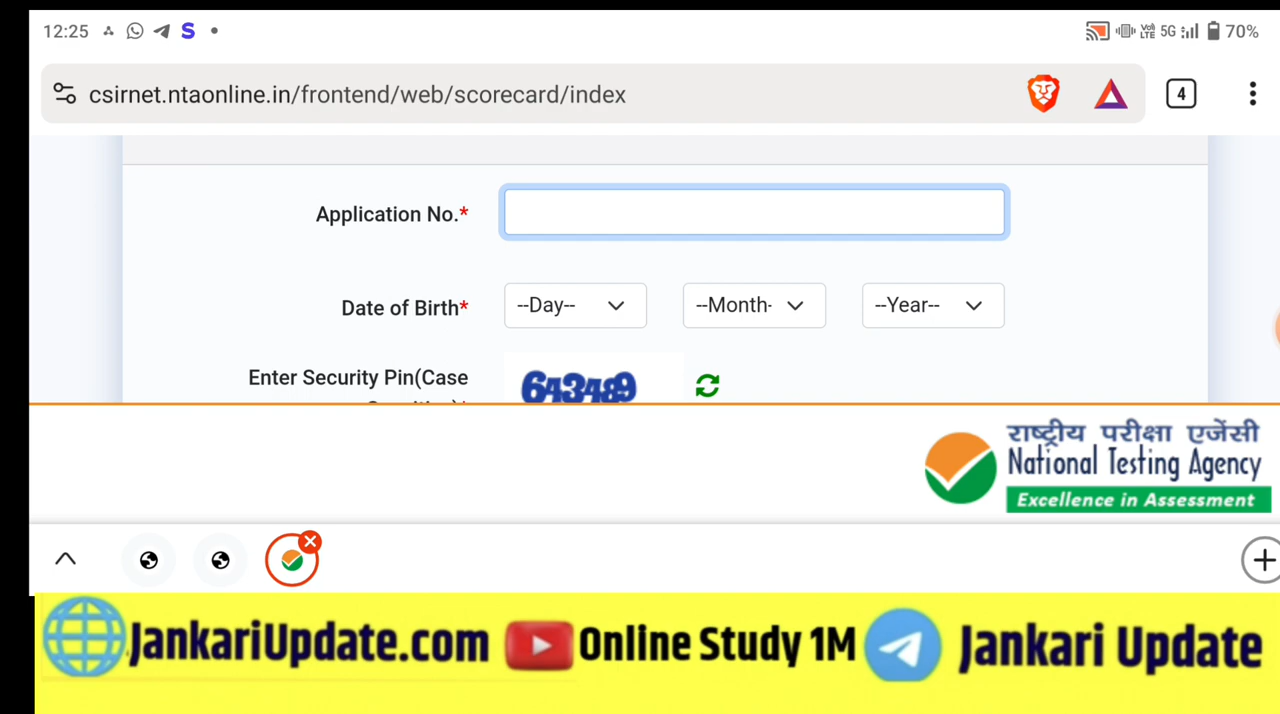 12:25 S VoI LTE 5G 70%
csirnet.ntaonline.in/frontend/web/scorecard/index 4
Application No.*
Date of Birth* --Day-- --Month- --Year--
Enter Security Pin(Case 643489
राष्ट्रीय परीक्षा एजेंसी
National Testing Agency
Excellence in Assessment
JankariUpdate.com Online Study 1M Jankari Update